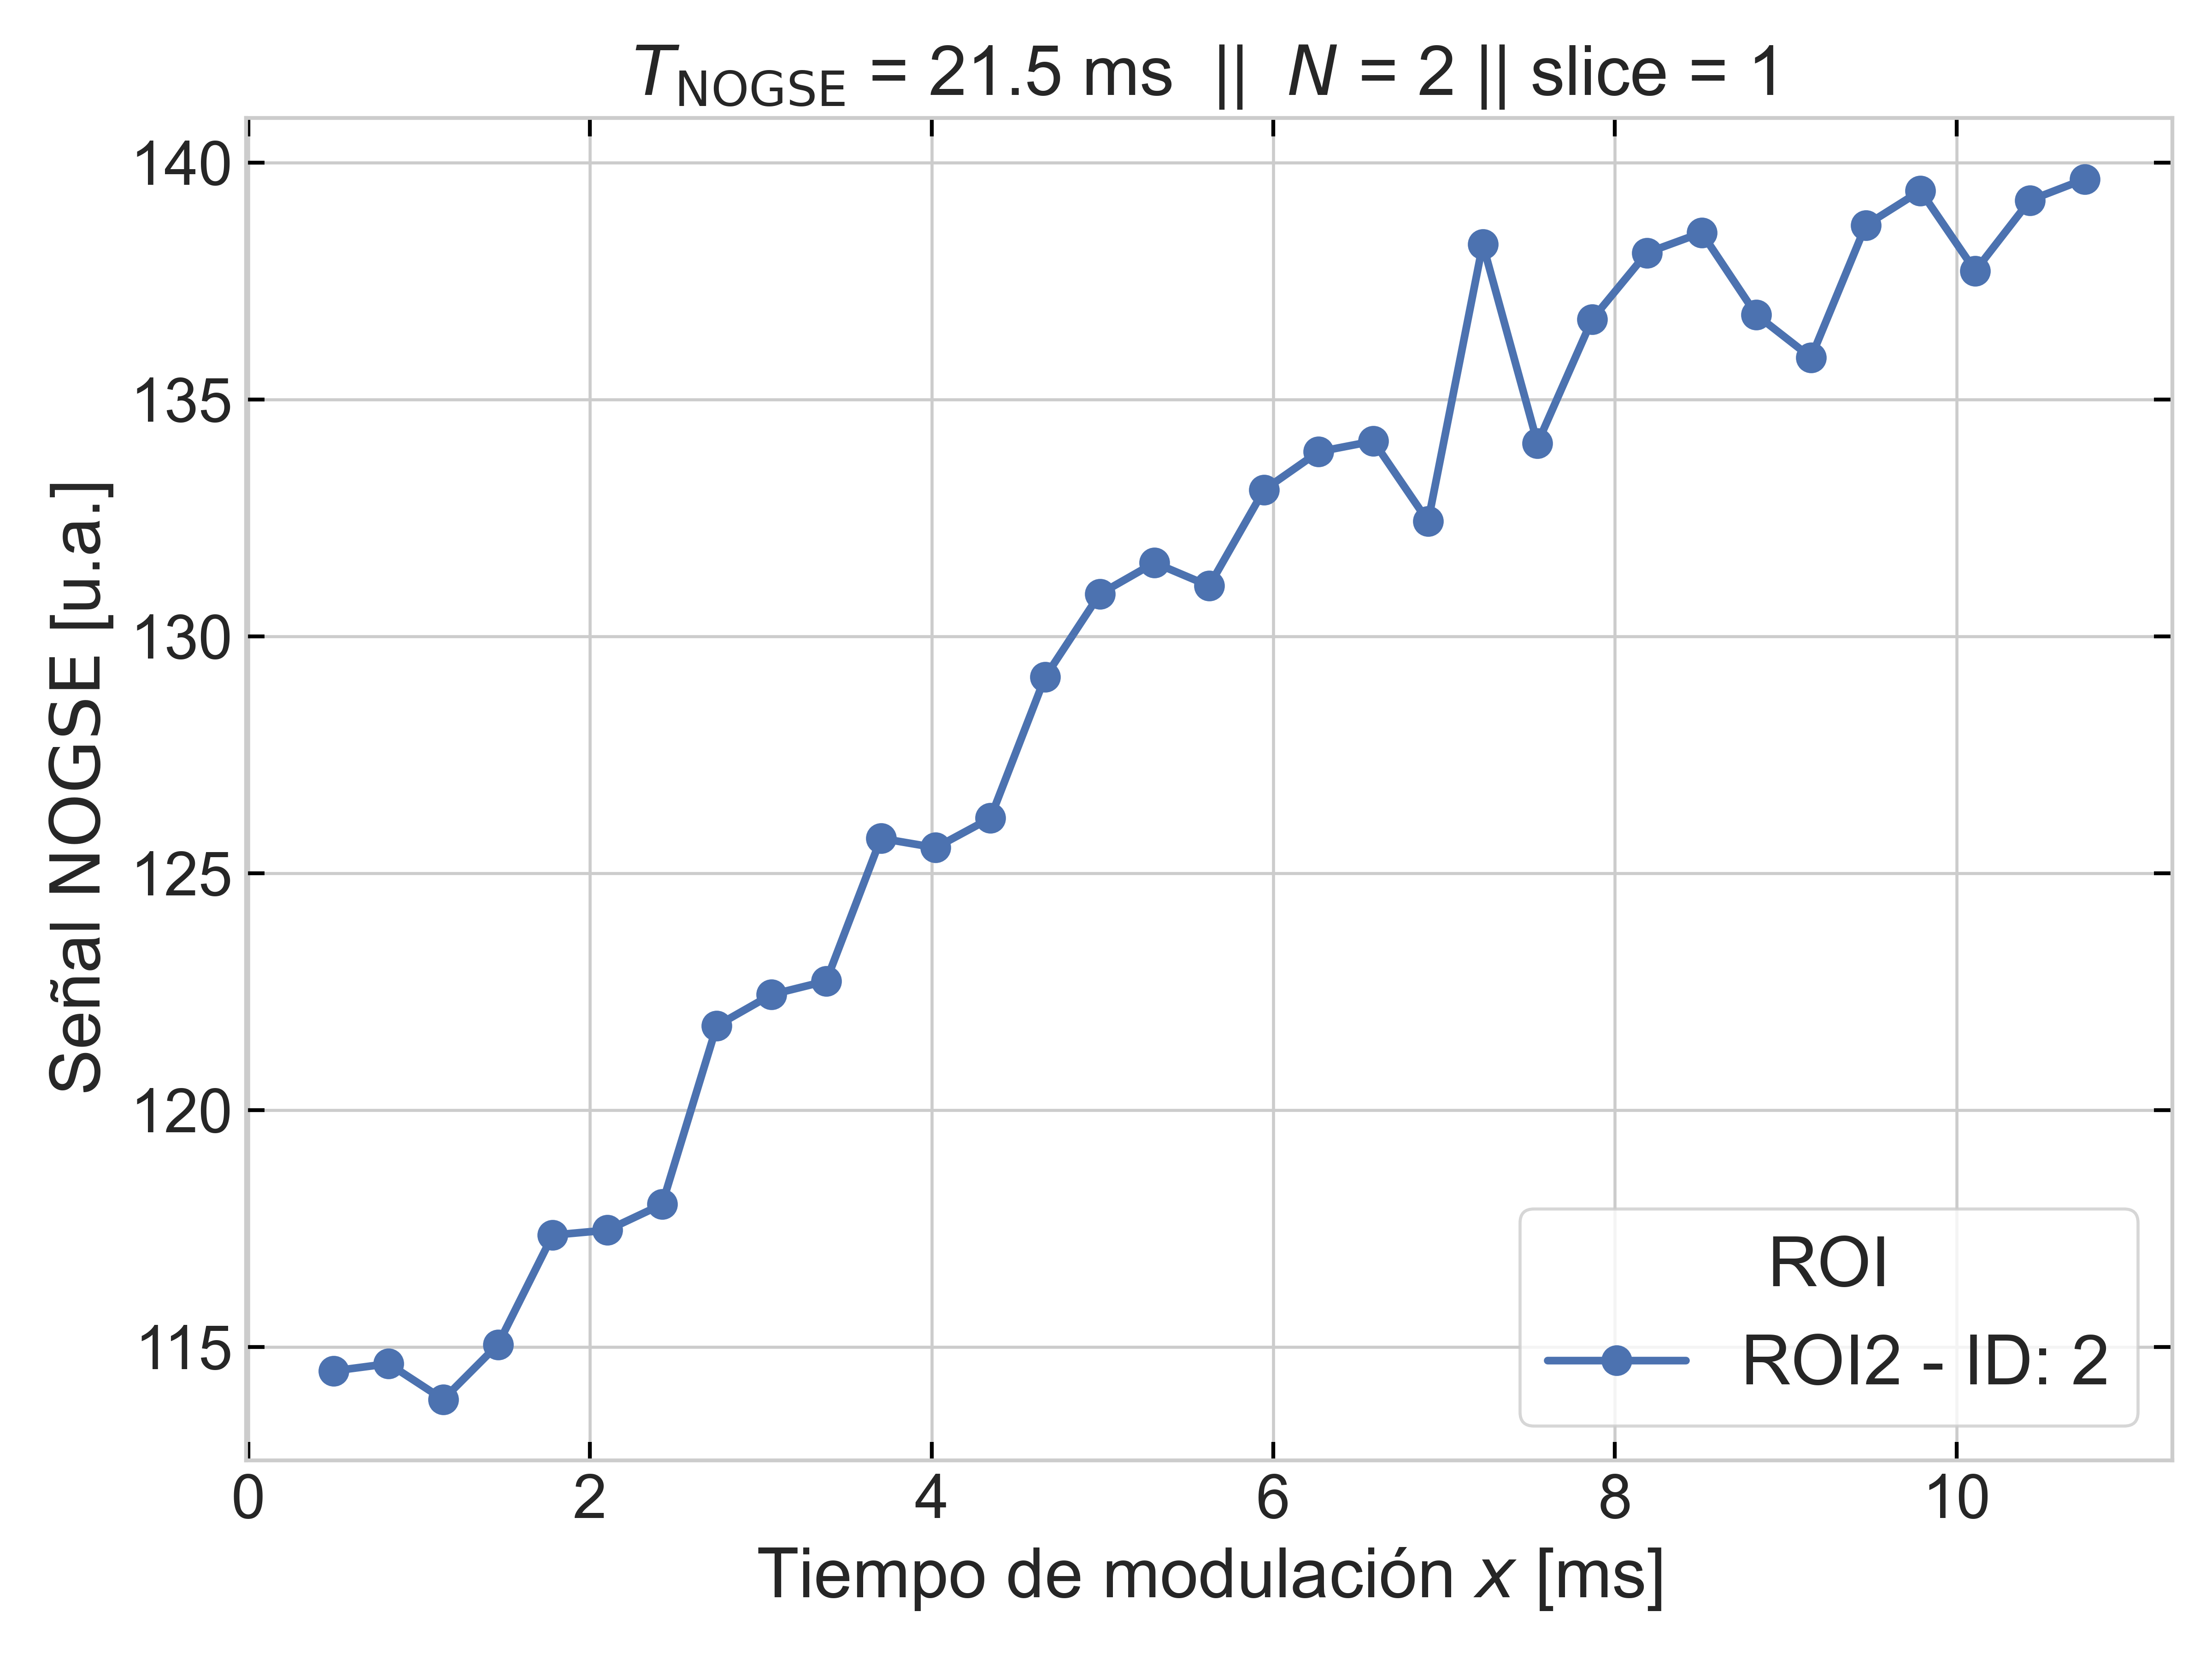 T_NOGSE = 21.5 ms || N = 2 || slice = 1
140
135
130
125
120
115
Señal NOGSE [u.a.]
ROI
ROI2 - ID: 2
0 2 4 6 8 10
Tiempo de modulación x [ms]